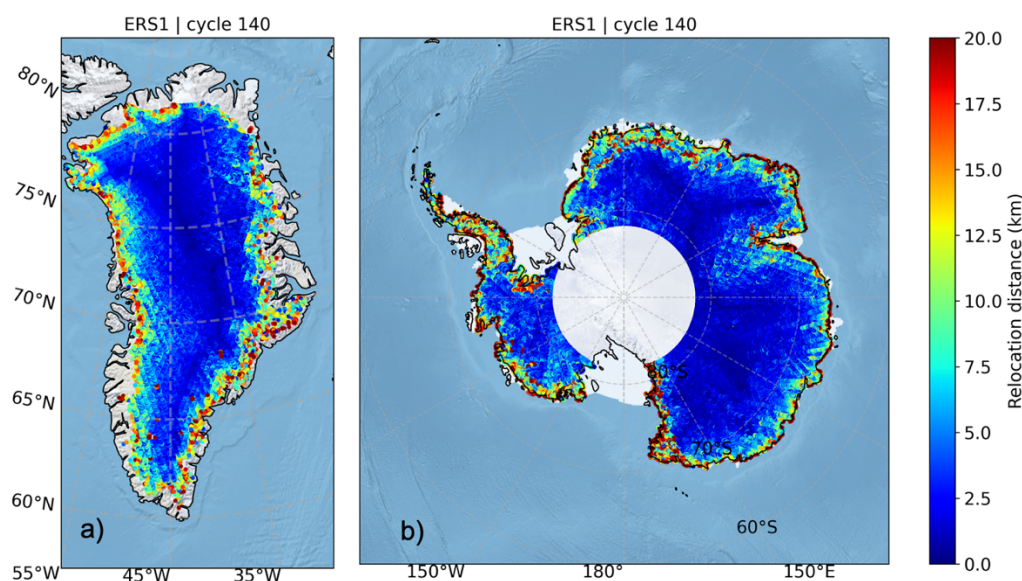 ERS1 | cycle 140
80°N
75°N
70°N
65°N
60°N
55°W
45°W
35°W
a)
ERS1 | cycle 140
80°S
70°S
60°S
150°W
180°
150°E
b)
20.0
17.5
15.0
12.5
10.0
7.5
5.0
2.5
0.0
Relocation distance (km)